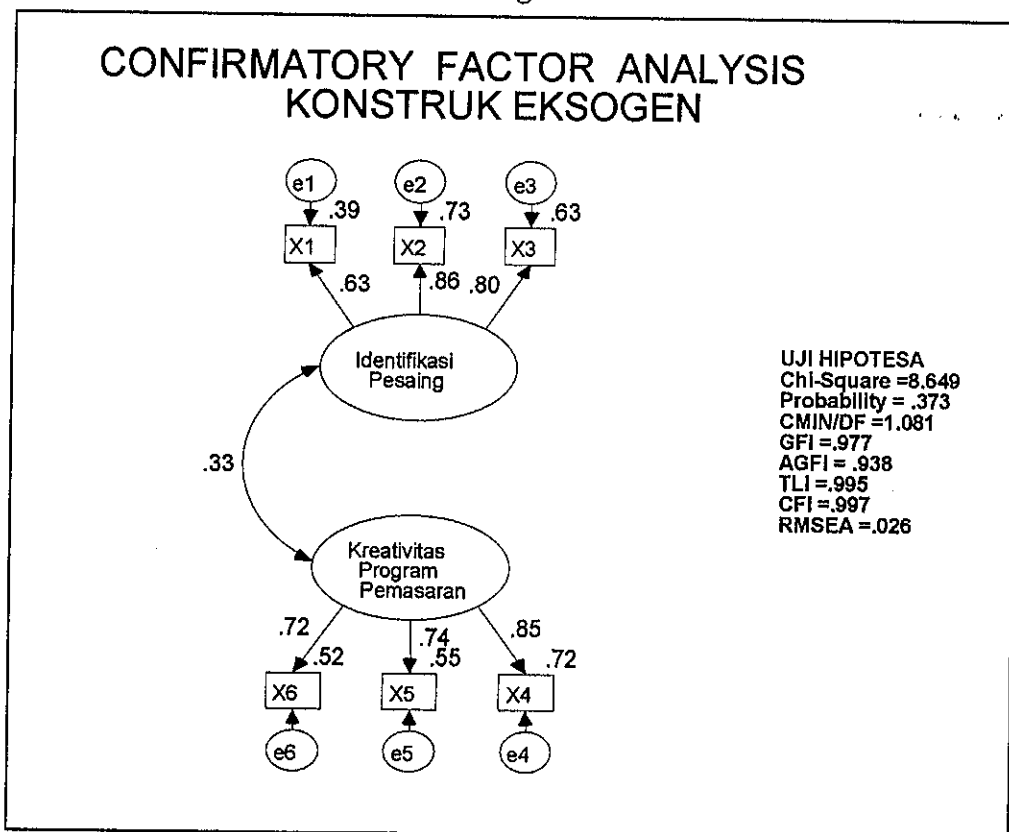 CONFIRMATORY FACTOR ANALYSIS
KONSTRUK EKSOGEN
e1 e2 e3
.39 .73 .63
X1 X2 X3
.63 .86 .80
Identifikasi
Pesaing
UJI HIPOTESA
Chi-Square =8.649
Probability = .373
CMIN/DF =1.081
GFI =.977
AGFI = .938
TLI =.995
CFI =.997
RMSEA =.026
.33
Kreativitas
Program
Pemasaran
.72 .74 .85
.52 .55 .72
X6 X5 X4
e6 e5 e4